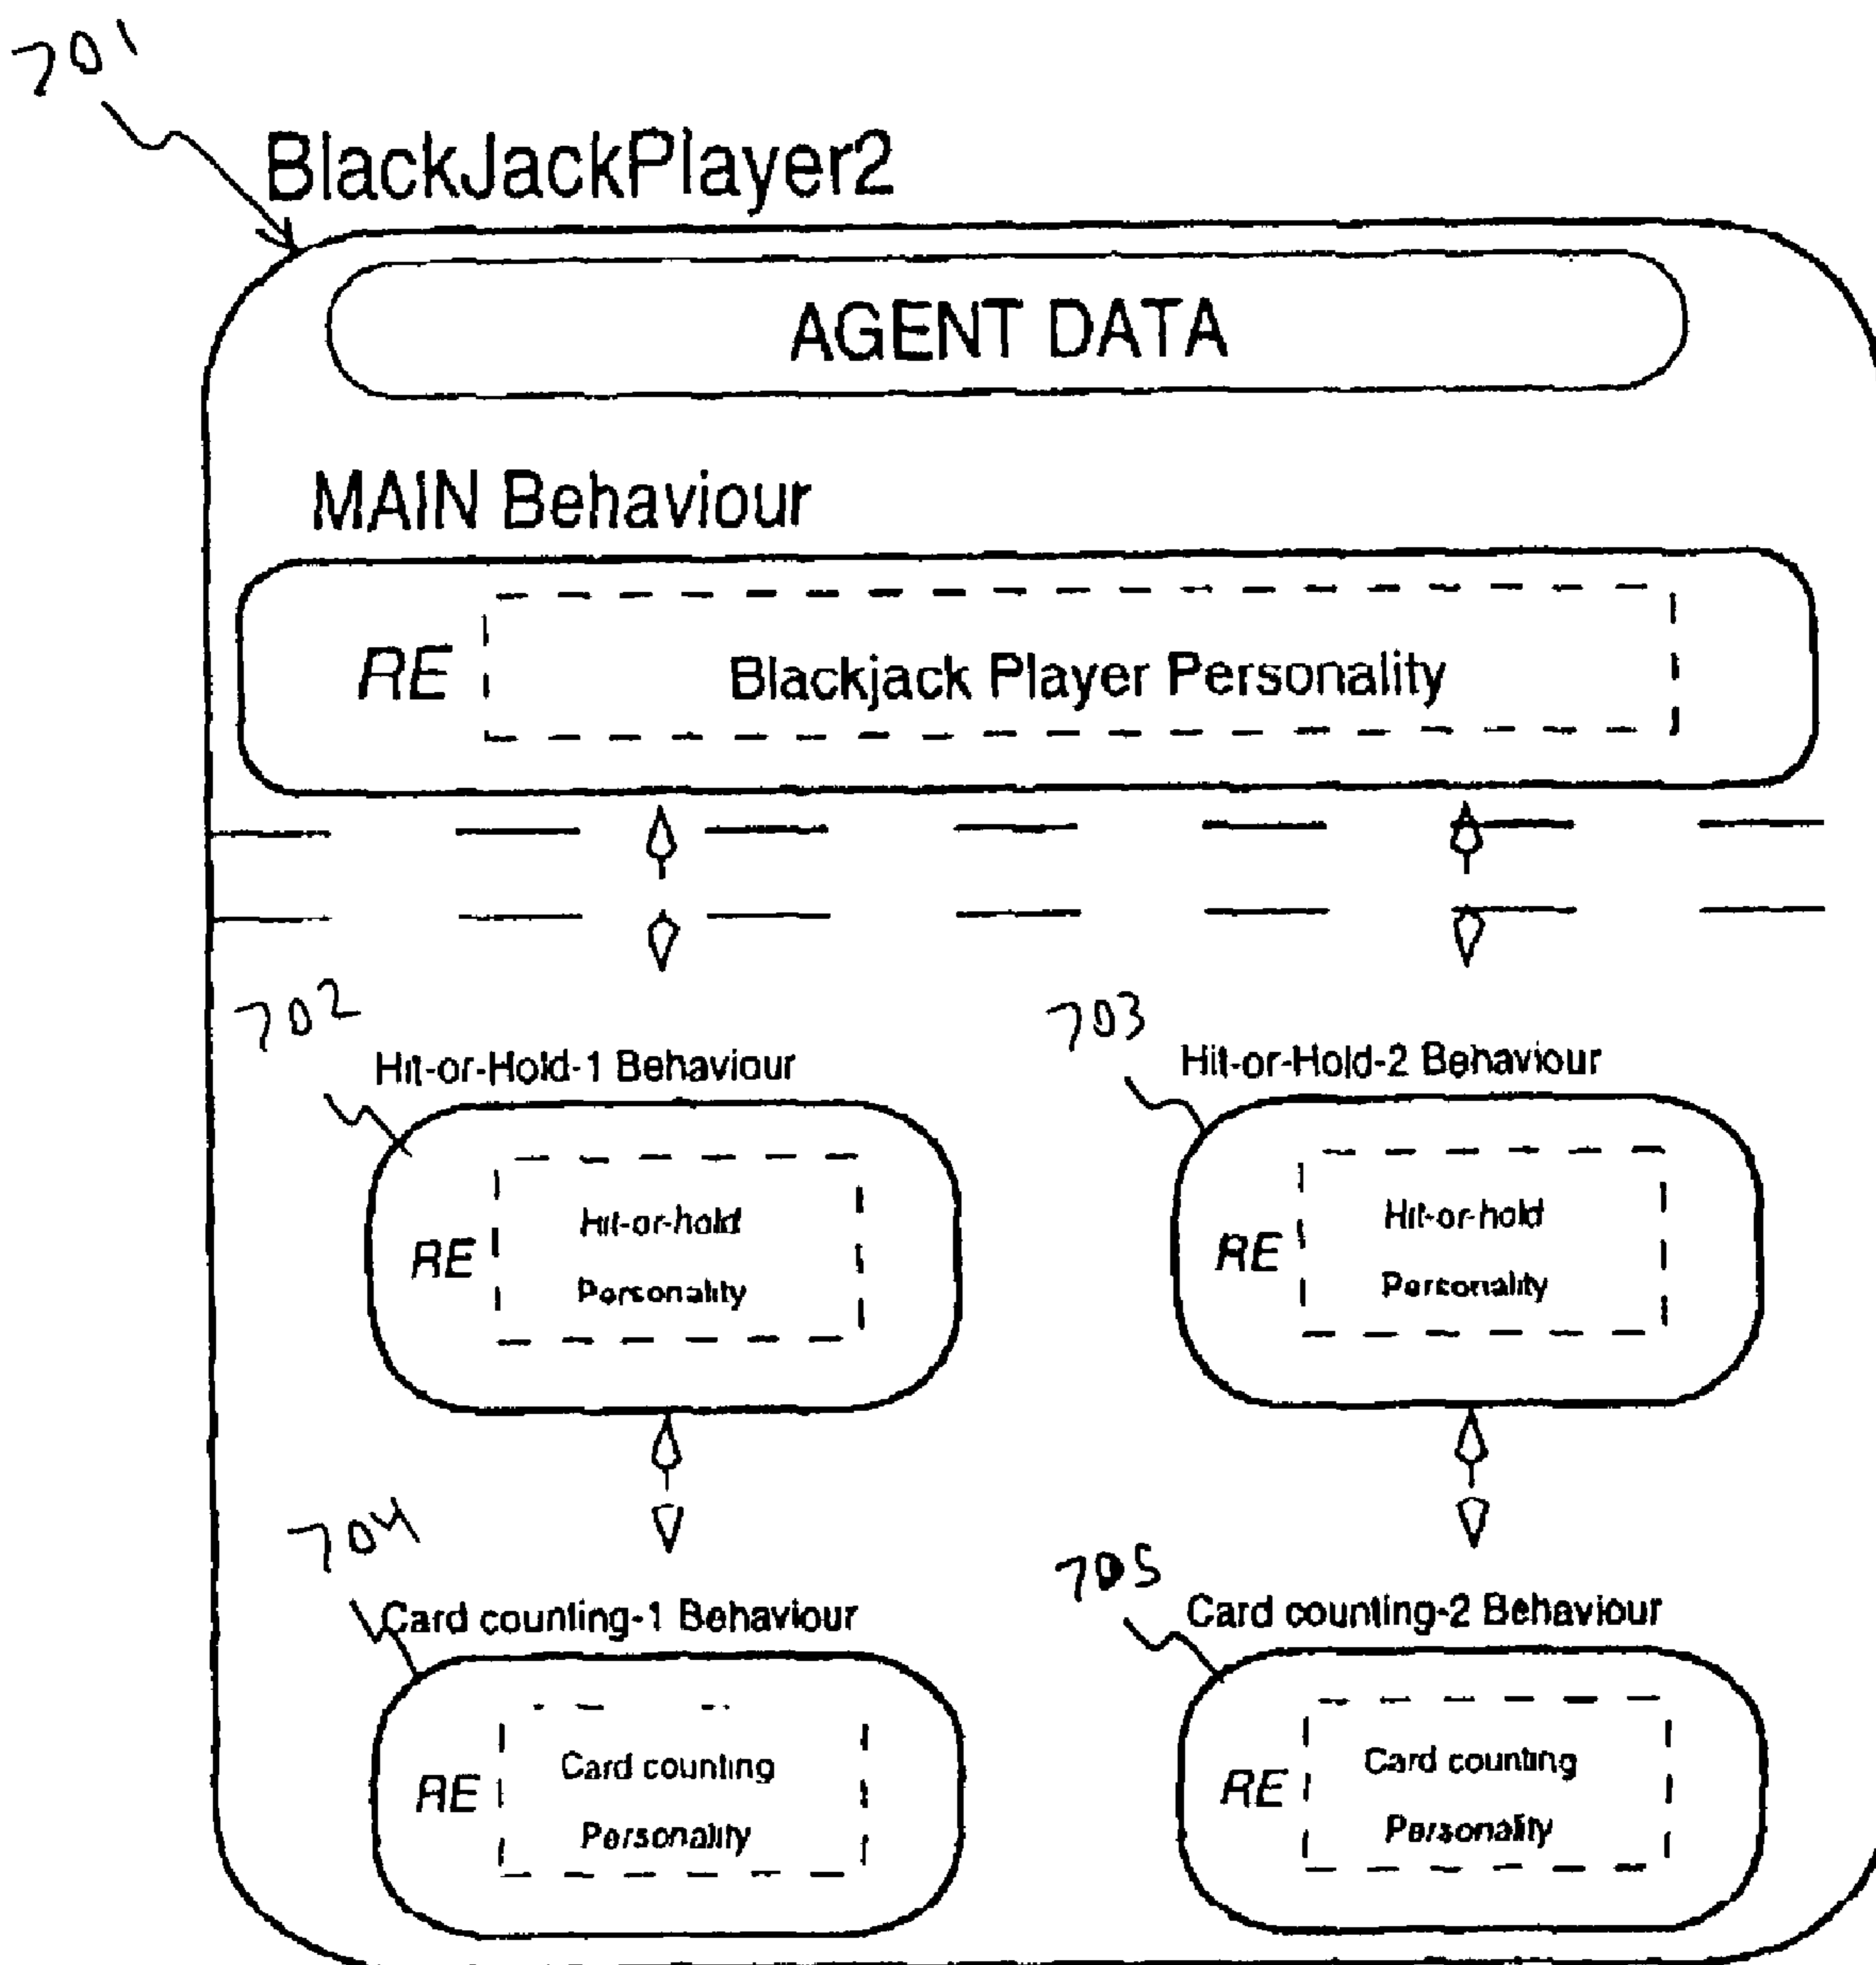 701
BlackJackPlayer2
AGENT DATA
MAIN Behaviour
RE Blackjack Player Personality
702 703
Hit-or-Hold-1 Behaviour Hit-or-Hold-2 Behaviour
RE Hit-or-hold Personality RE Hit-or-hold Personality
704 705
Card counting-1 Behaviour Card counting-2 Behaviour
RE Card counting Personality RE Card counting Personality